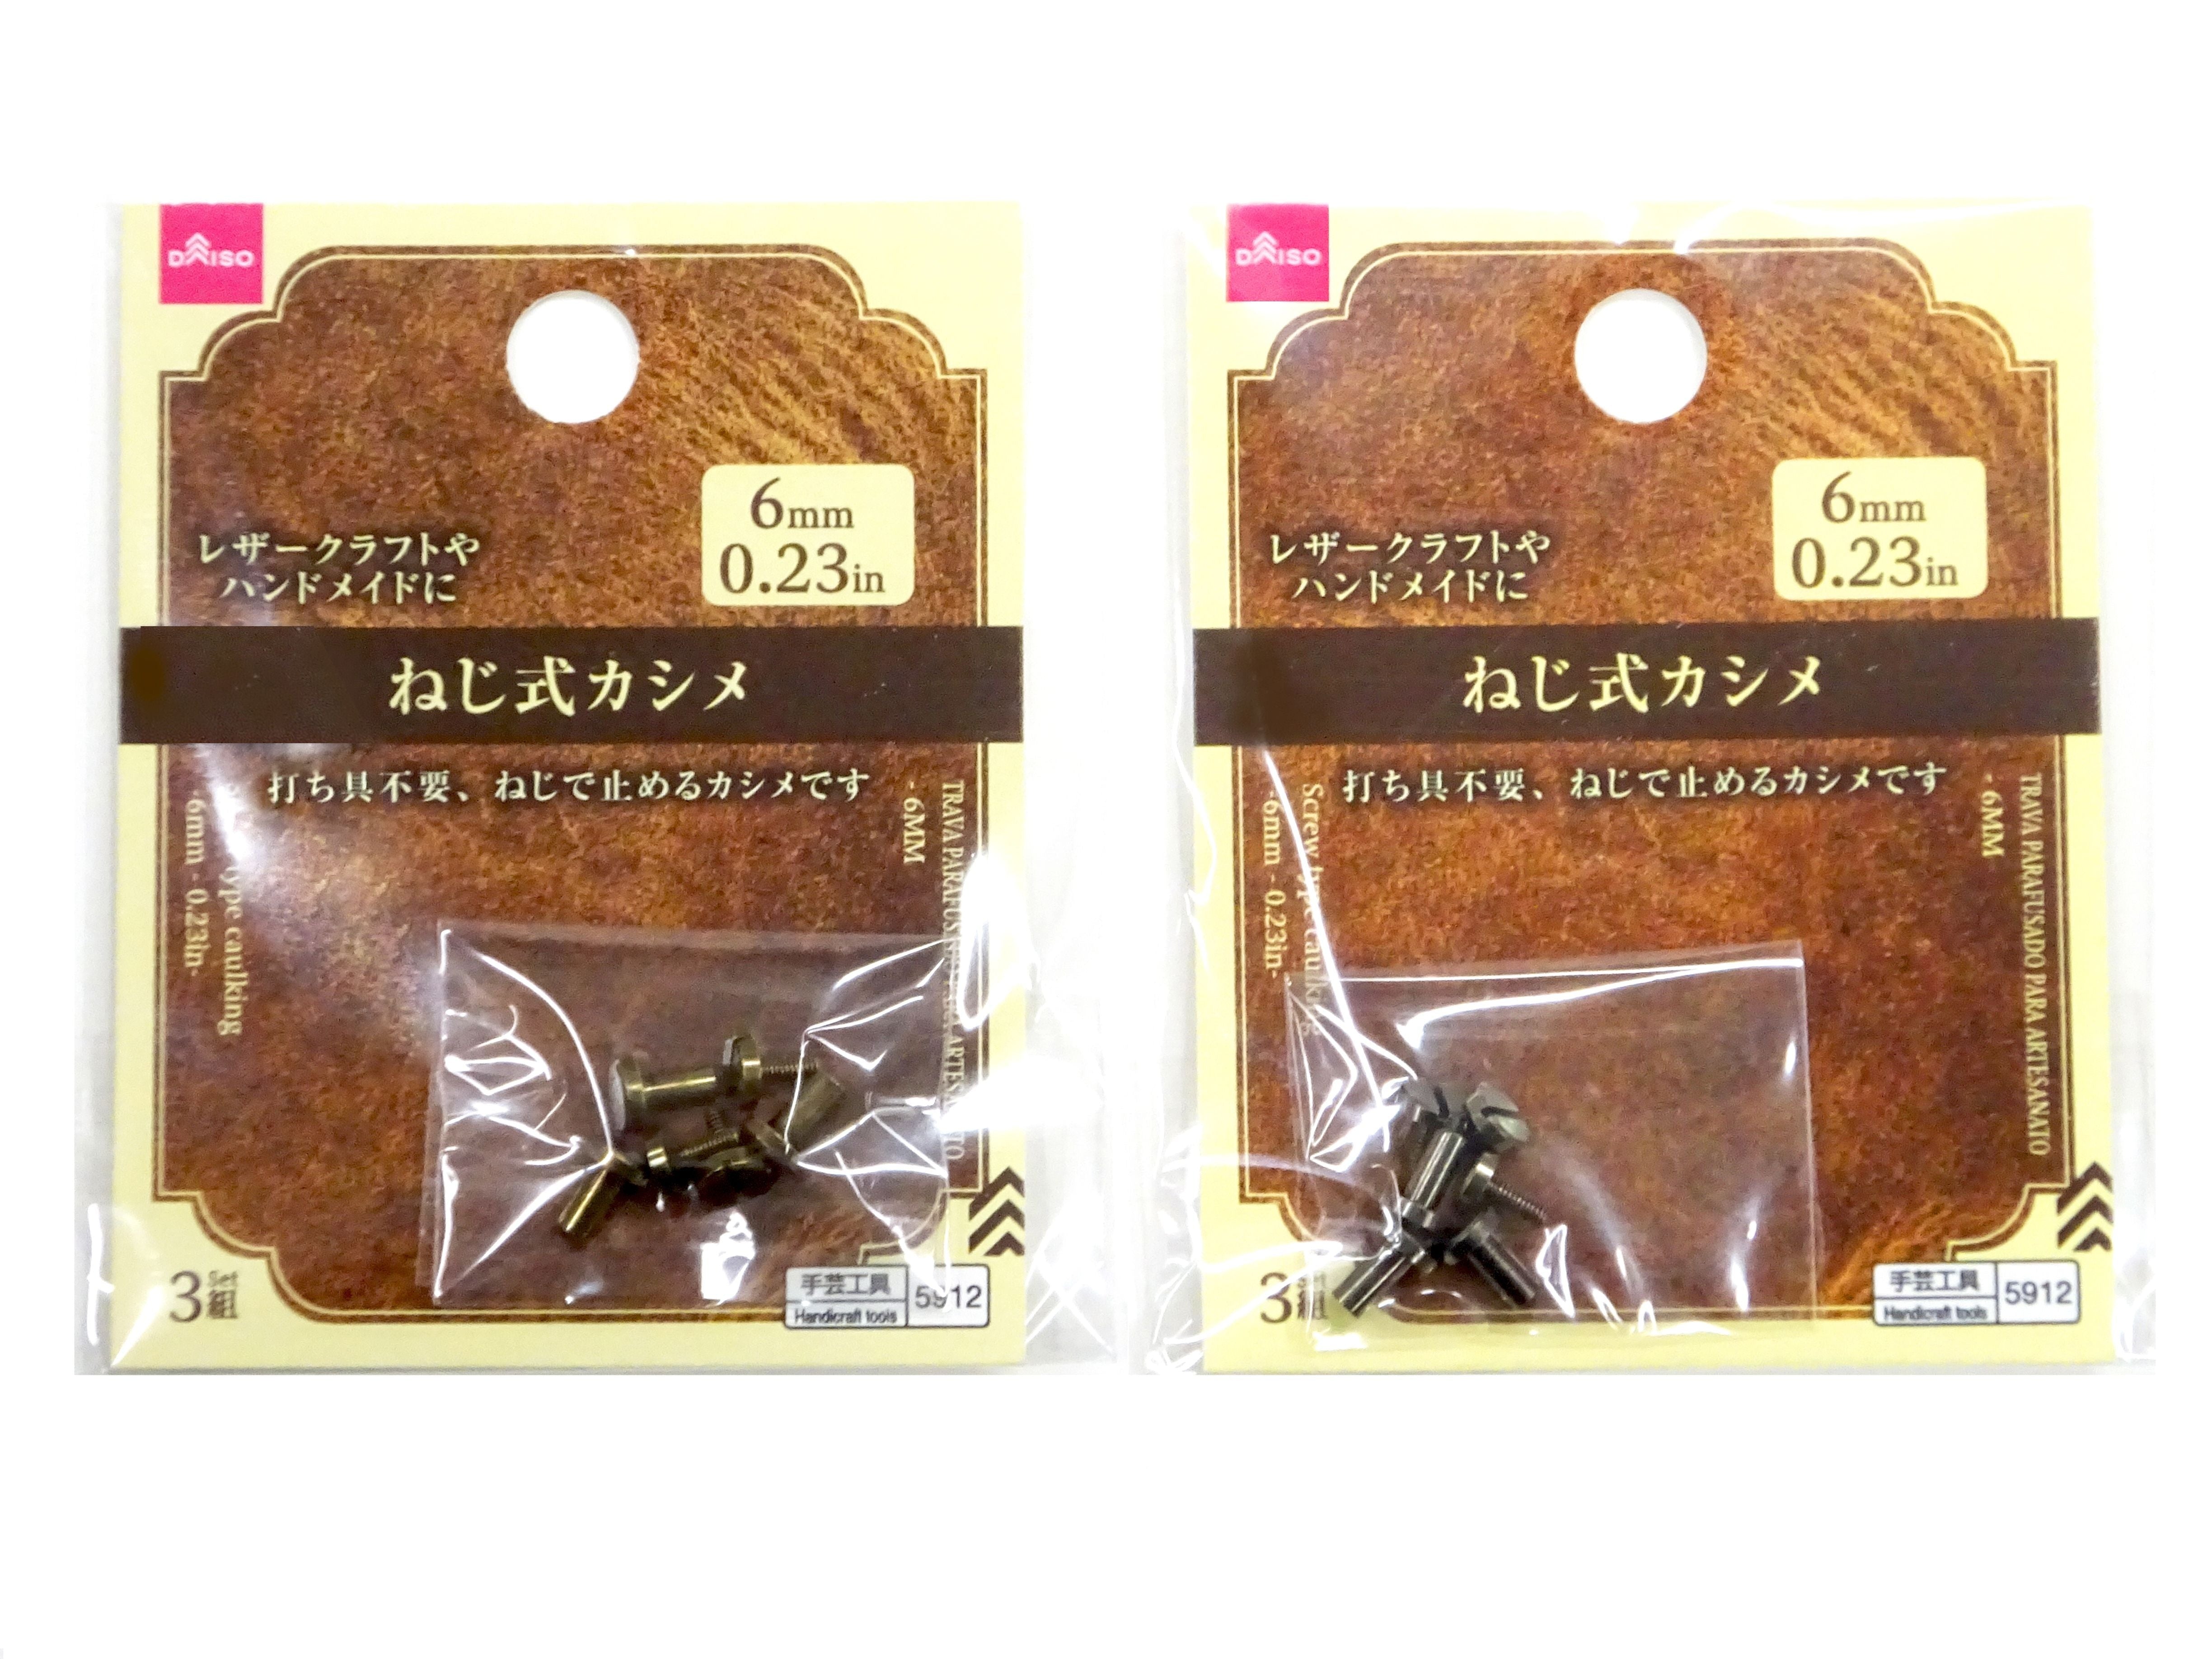 DAISO
6mm
0.23in
レザークラフトや
ハンドメイドに
ねじ式カシメ
打ち具不要、ねじで止めるカシメです
type caulking
-6mm - 0.23in-
TRAVA PARAFUSADO PARA ARTESANATO
- 6MM
3 Set
組
手芸工具
Handicraft tools
5912
DAISO
6mm
0.23in
レザークラフトや
ハンドメイドに
ねじ式カシメ
打ち具不要、ねじで止めるカシメです
Screw type caulking
-6mm - 0.23in-
TRAVA PARAFUSADO PARA ARTESANATO
- 6MM
3
組
手芸工具
Handicraft tools
5912